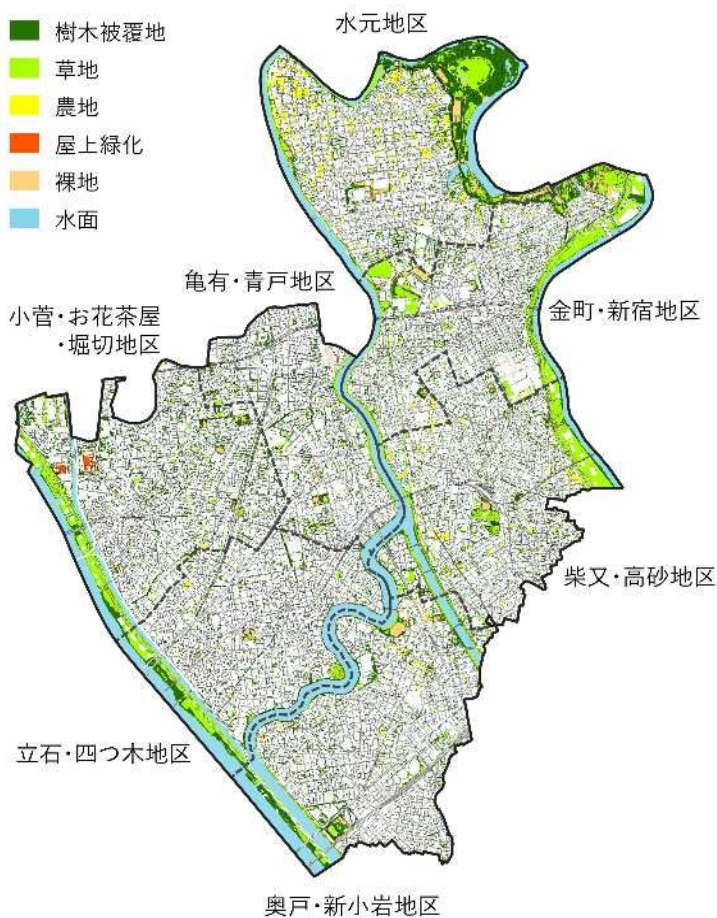 樹木被覆地
草地
農地
屋上緑化
裸地
水面
水元地区
亀有・青戸地区
小菅・お花茶屋
・堀切地区
金町・新宿地区
柴又・高砂地区
立石・四つ木地区
奥戸・新小岩地区